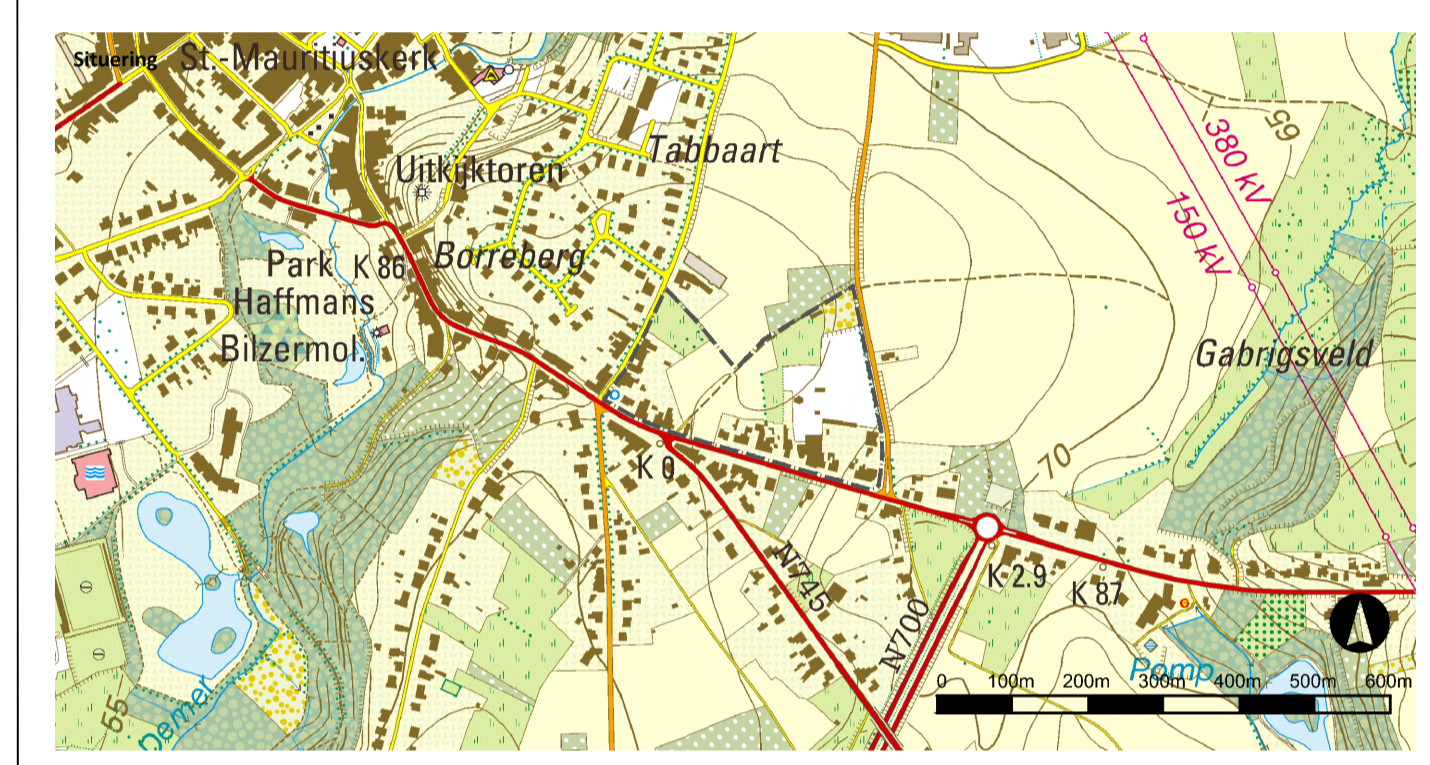 Situering
St.-Mauritiuskerk
Tabbaart
Uitkijktoren
380 kV
65
150 kV
Borreberg
Park
K 86
Haffmans
Bilzermol.
Gabrigsveld
K 0
70
N745
K 2.9
K 87
N700
Pomp.
55
Demer
0 100m 200m 300m 400m 500m 600m